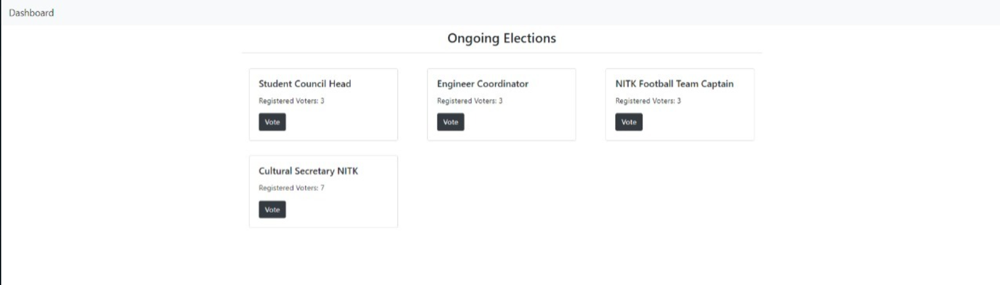 Dashboard
Ongoing Elections
Student Council Head
Registered Voters: 3
Vote
Engineer Coordinator
Registered Voters: 3
Vote
NITK Football Team Captain
Registered Voters: 3
Vote
Cultural Secretary NITK
Registered Voters: 7
Vote